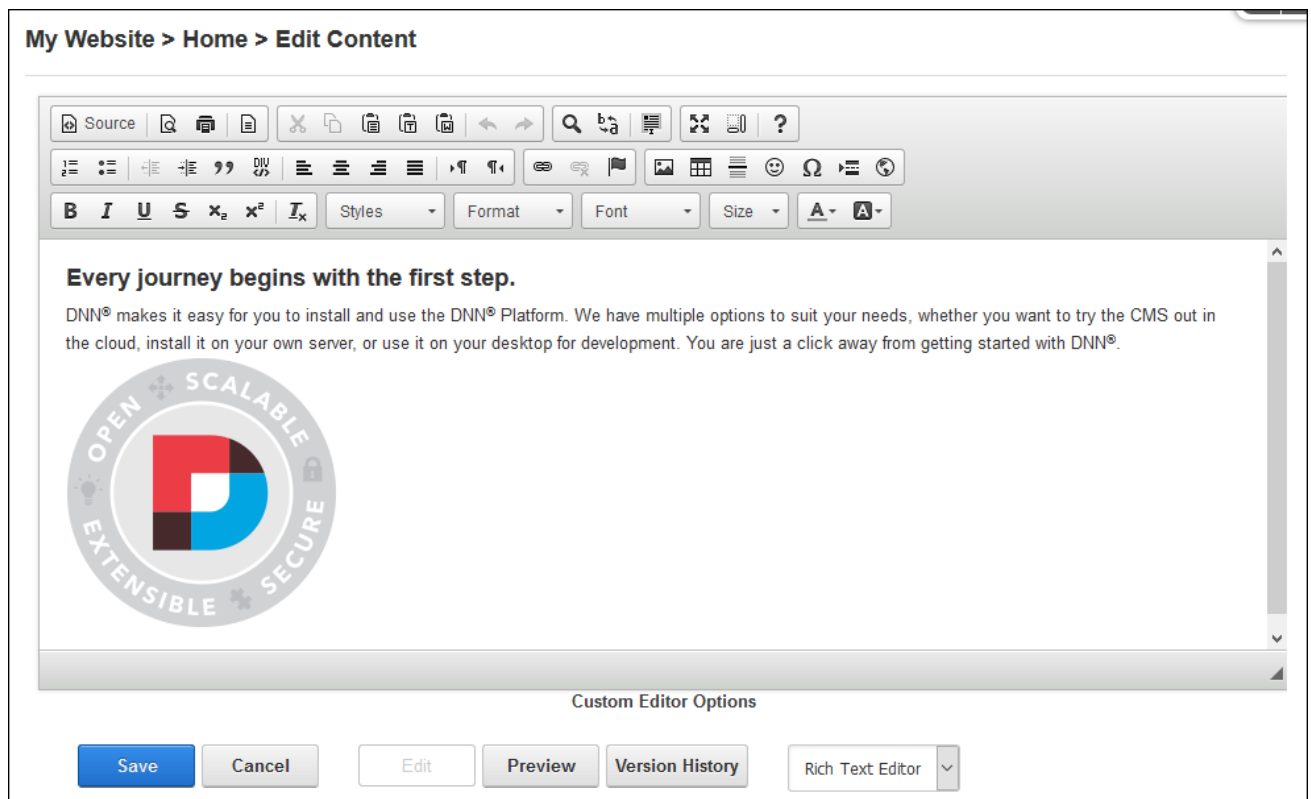 My Website > Home > Edit Content
Source
Styles
Format
Font
Size
Every journey begins with the first step.
DNN® makes it easy for you to install and use the DNN® Platform. We have multiple options to suit your needs, whether you want to try the CMS out in
the cloud, install it on your own server, or use it on your desktop for development. You are just a click away from getting started with DNN®.
OPEN
SCALABLE
SECURE
EXTENSIBLE
Custom Editor Options
Save
Cancel
Edit
Preview
Version History
Rich Text Editor